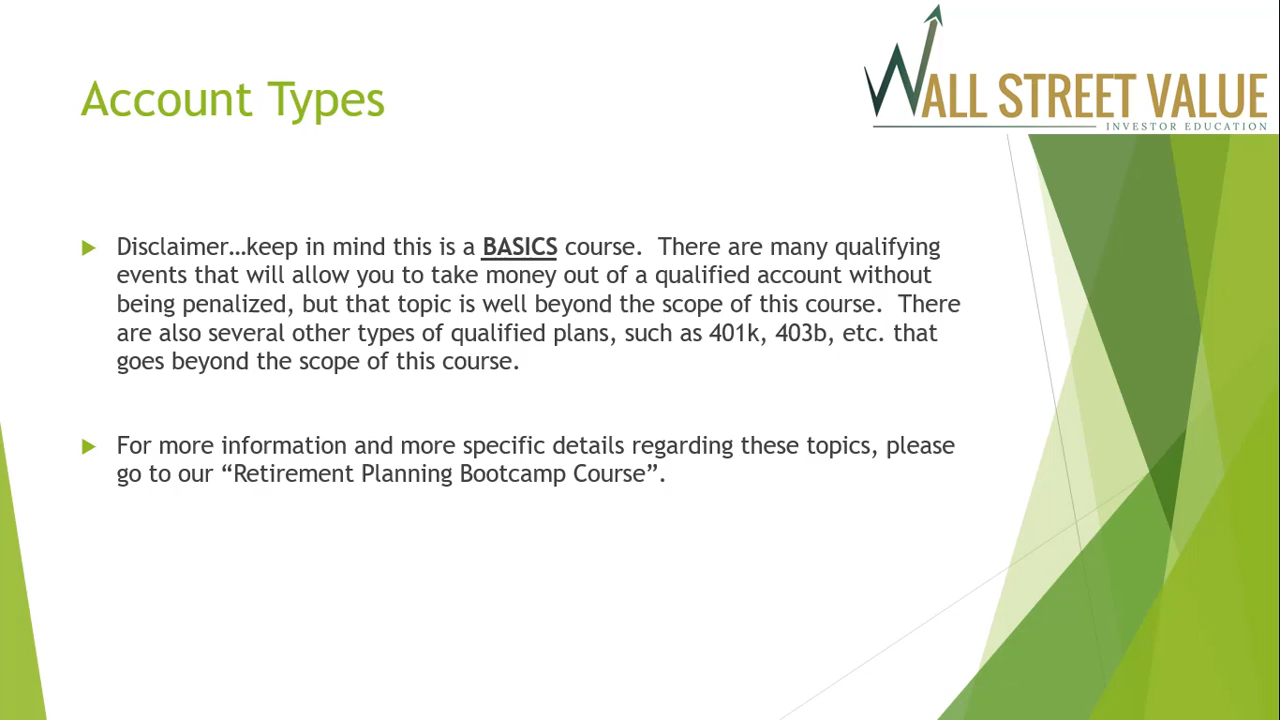 WALL STREET VALUE
INVESTOR EDUCATION
Account Types
Disclaimer…keep in mind this is a BASICS course.  There are many qualifying
events that will allow you to take money out of a qualified account without
being penalized, but that topic is well beyond the scope of this course.  There
are also several other types of qualified plans, such as 401k, 403b, etc. that
goes beyond the scope of this course.
For more information and more specific details regarding these topics, please
go to our “Retirement Planning Bootcamp Course”.